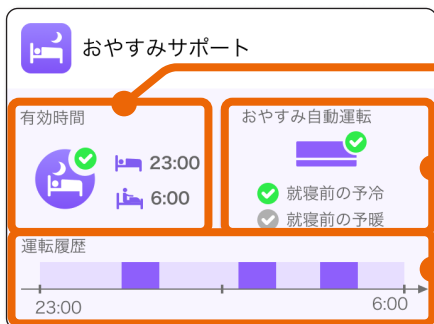 おやすみサポート
有効時間
23:00
6:00
おやすみ自動運転
就寝前の予冷
就寝前の予暖
運転履歴
23:00
6:00